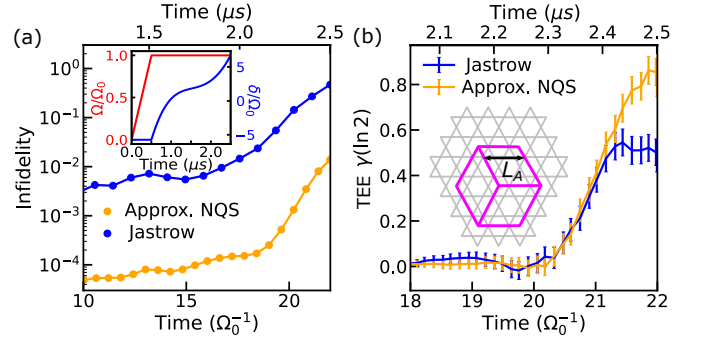 (a)
Time (μs)
1.5 2.0 2.5
10⁰
10⁻¹
10⁻²
10⁻³
10⁻⁴
Infidelity
1.0
0.5
0.0
Ω/Ω₀
5
0
−5
δ/Ω₀
0.0 1.0 2.0
Time (μs)
Approx. NQS
Jastrow
10 15 20
Time (Ω₀⁻¹)
(b)
Time (μs)
2.1 2.2 2.3 2.4 2.5
TEE γ(ln 2)
0.8
0.6
0.4
0.2
0.0
Jastrow
Approx. NQS
L_A
18 19 20 21 22
Time (Ω₀⁻¹)